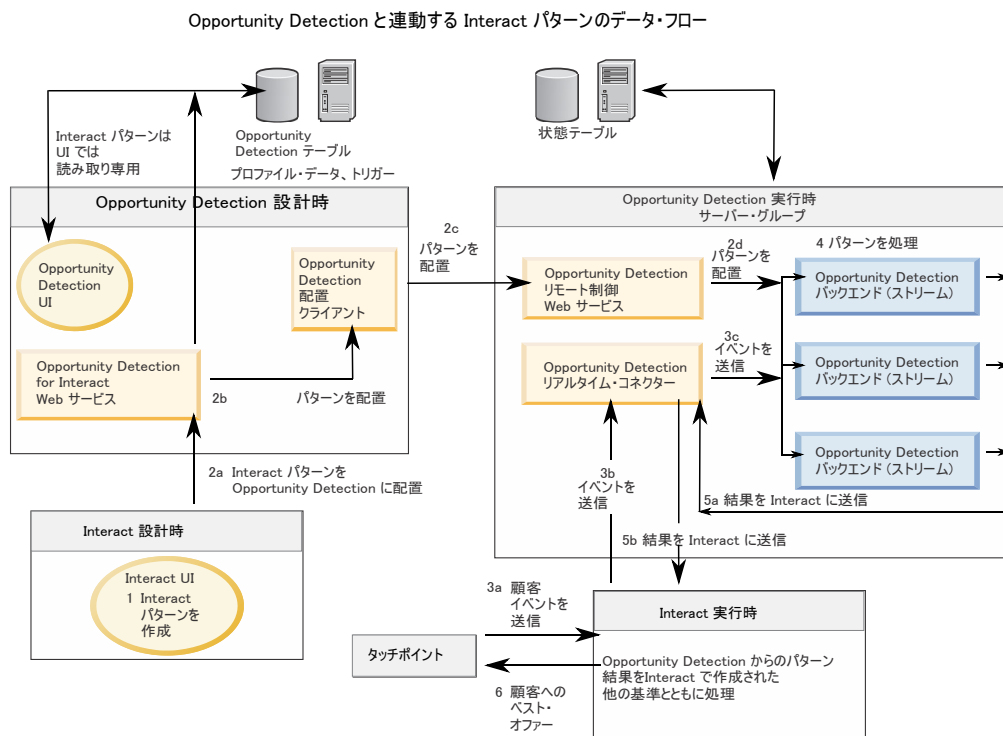 Opportunity Detection と連動する Interact パターンのデータ・フロー
Interact パターンは
UI では
読み取り専用
Opportunity
Detection テーブル
プロファイル・データ、トリガー
状態テーブル
Opportunity Detection 設計時
Opportunity
Detection
UI
Opportunity
Detection
配置
クライアント
Opportunity Detection
for Interact
Web サービス
2b
パターンを配置
2c
パターンを
配置
Opportunity Detection 実行時
サーバー・グループ
Opportunity Detection
リモート制御
Web サービス
2d
パターンを
配置
4 パターンを処理
Opportunity Detection
バックエンド (ストリーム)
Opportunity Detection
リアルタイム・コネクター
3c
イベントを
送信
Opportunity Detection
バックエンド (ストリーム)
Opportunity Detection
バックエンド (ストリーム)
3b
イベントを
送信
5a 結果を Interact に送信
5b 結果を Interact に送信
2a Interact パターンを
Opportunity Detection に配置
Interact 設計時
Interact UI
1 Interact
パターンを
作成
3a 顧客
イベントを
送信
タッチポイント
6 顧客への
ベスト・
オファー
Interact 実行時
Opportunity Detection からのパターン
結果をInteract で作成された
他の基準とともに処理